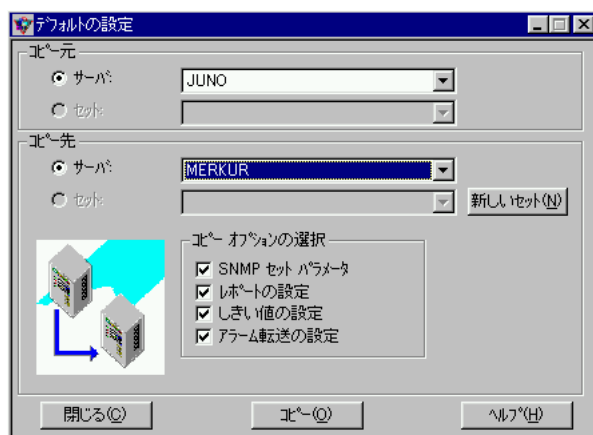 ﾃﾞﾌｫﾙﾄの設定
ｺﾋﾟｰ元
ｻｰﾊﾞ:
JUNO
ｾｯﾄ:
ｺﾋﾟｰ先
ｻｰﾊﾞ:
MERKUR
ｾｯﾄ:
新しいｾｯﾄ(N)
ｺﾋﾟｰ ｵﾌﾟｼｮﾝの選択
SNMP ｾｯﾄ ﾊﾟﾗﾒｰﾀ
ﾚﾎﾟｰﾄの設定
しきい値の設定
ｱﾗｰﾑ転送の設定
閉じる(C)
ｺﾋﾟｰ(O)
ﾍﾙﾌﾟ(H)